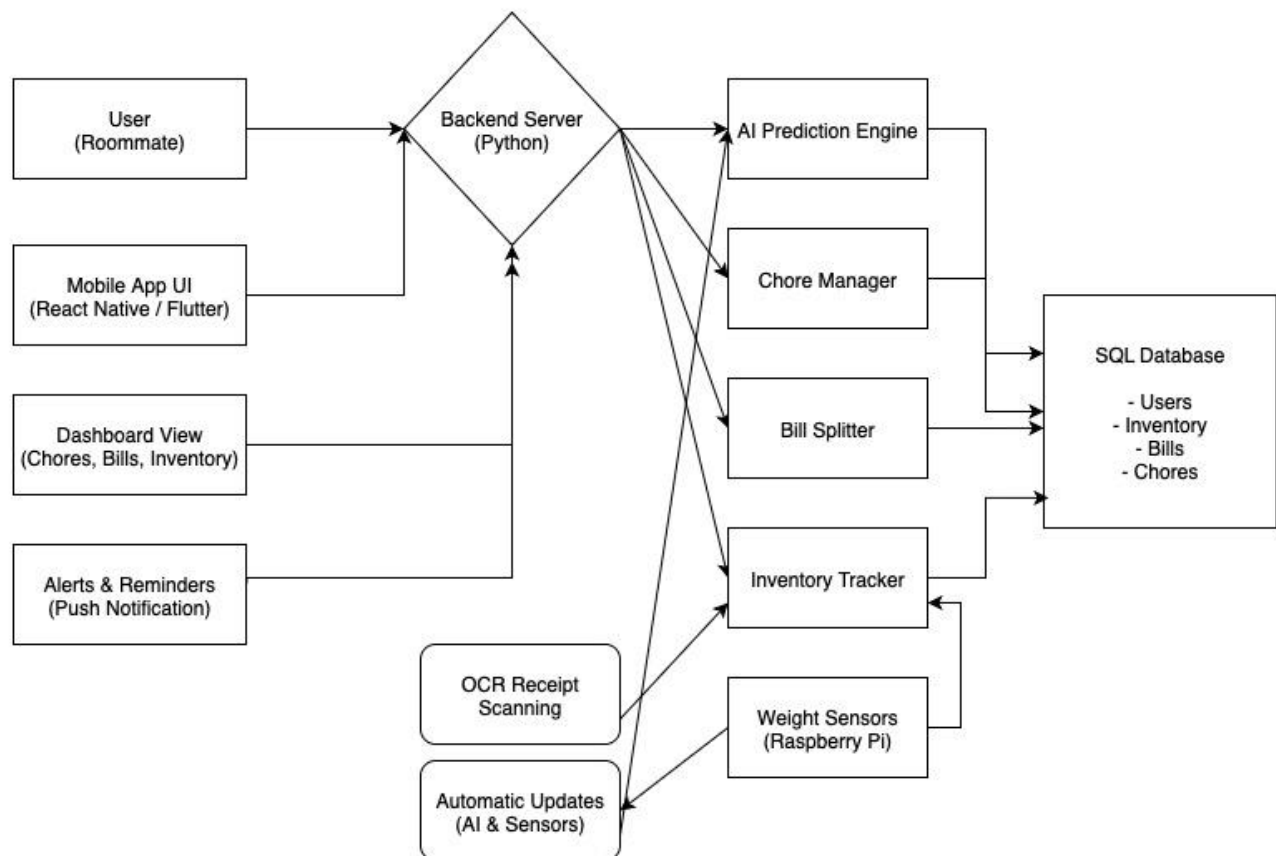 User
(Roommate)
Backend Server
(Python)
AI Prediction Engine
Mobile App UI
(React Native / Flutter)
Chore Manager
SQL Database
- Users
- Inventory
- Bills
- Chores
Dashboard View
(Chores, Bills, Inventory)
Bill Splitter
Alerts & Reminders
(Push Notification)
Inventory Tracker
OCR Receipt
Scanning
Weight Sensors
(Raspberry Pi)
Automatic Updates
(AI & Sensors)